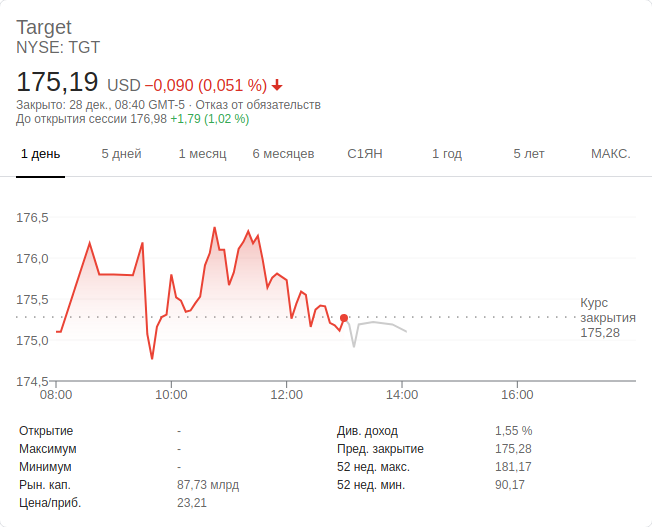 Target
NYSE: TGT
175,19 USD −0,090 (0,051 %)
Закрыто: 28 дек., 08:40 GMT-5 · Отказ от обязательств
До открытия сессии 176,98 +1,79 (1,02 %)
1 день 5 дней 1 месяц 6 месяцев С1ЯН 1 год 5 лет МАКС.
176,5
176,0
175,5
175,0
174,5
Курс
закрытия
175,28
08:00 10:00 12:00 14:00 16:00
Открытие - Див. доход 1,55 %
Максимум - Пред. закрытие 175,28
Минимум - 52 нед. макс. 181,17
Рын. кап. 87,73 млрд 52 нед. мин. 90,17
Цена/приб. 23,21